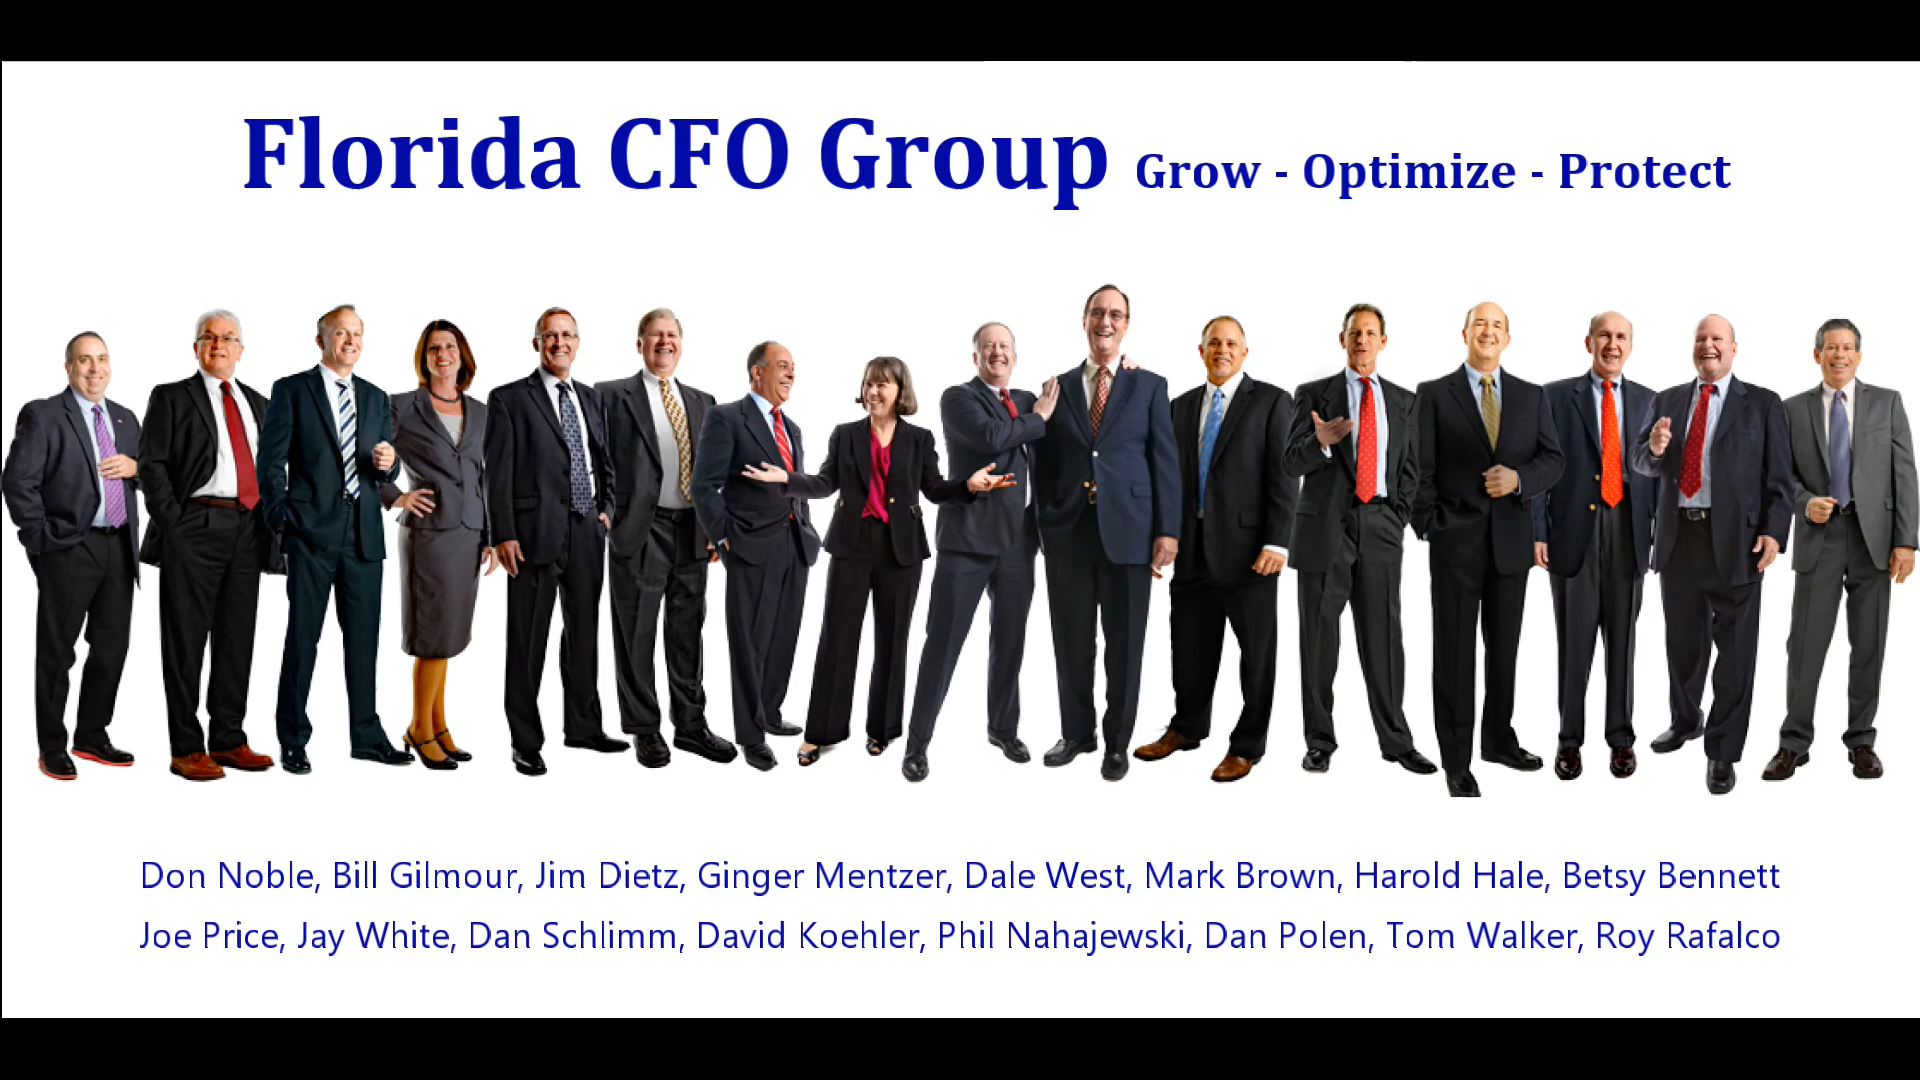 Florida CFO Group Grow - Optimize - Protect
Don Noble, Bill Gilmour, Jim Dietz, Ginger Mentzer, Dale West, Mark Brown, Harold Hale, Betsy Bennett
Joe Price, Jay White, Dan Schlimm, David Koehler, Phil Nahajewski, Dan Polen, Tom Walker, Roy Rafalco